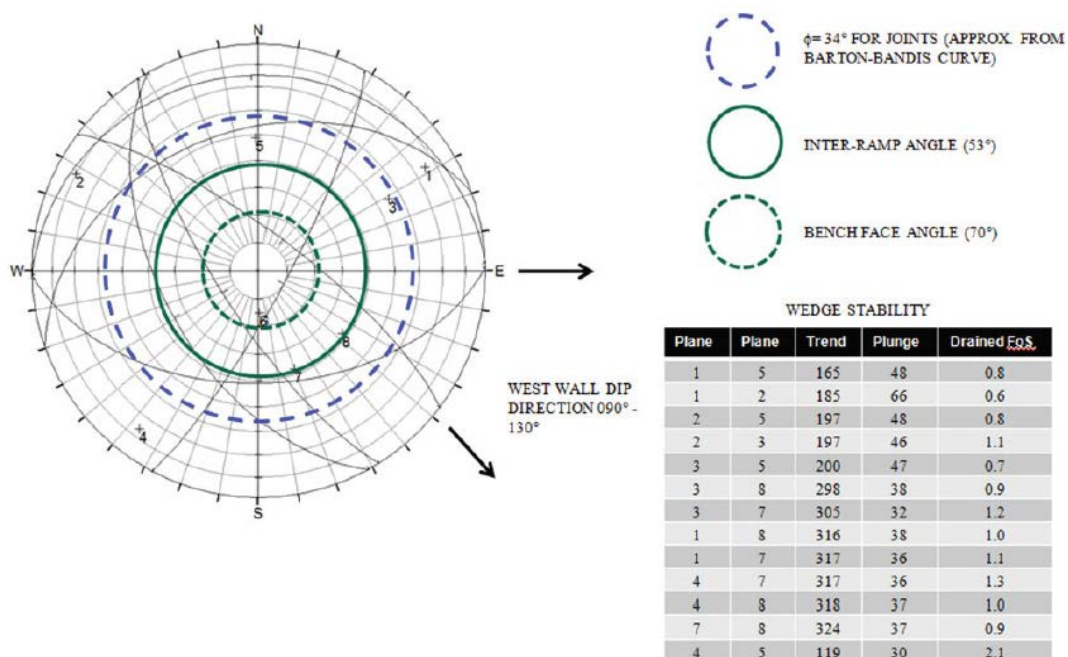 N
5
1
2
3
W
E
8
7
4
S
ϕ= 34° FOR JOINTS (APPROX. FROM
BARTON-BANDIS CURVE)
INTER-RAMP ANGLE (53°)
BENCH FACE ANGLE (70°)
WEST WALL DIP
DIRECTION 090° -
130°
WEDGE STABILITY
Plane Plane Trend Plunge Drained FoS
1 5 165 48 0.8
1 2 185 66 0.6
2 5 197 48 0.8
2 3 197 46 1.1
3 5 200 47 0.7
3 8 298 38 0.9
3 7 305 32 1.2
1 8 316 38 1.0
1 7 317 36 1.1
4 7 317 36 1.3
4 8 318 37 1.0
7 8 324 37 0.9
4 5 119 30 2.1